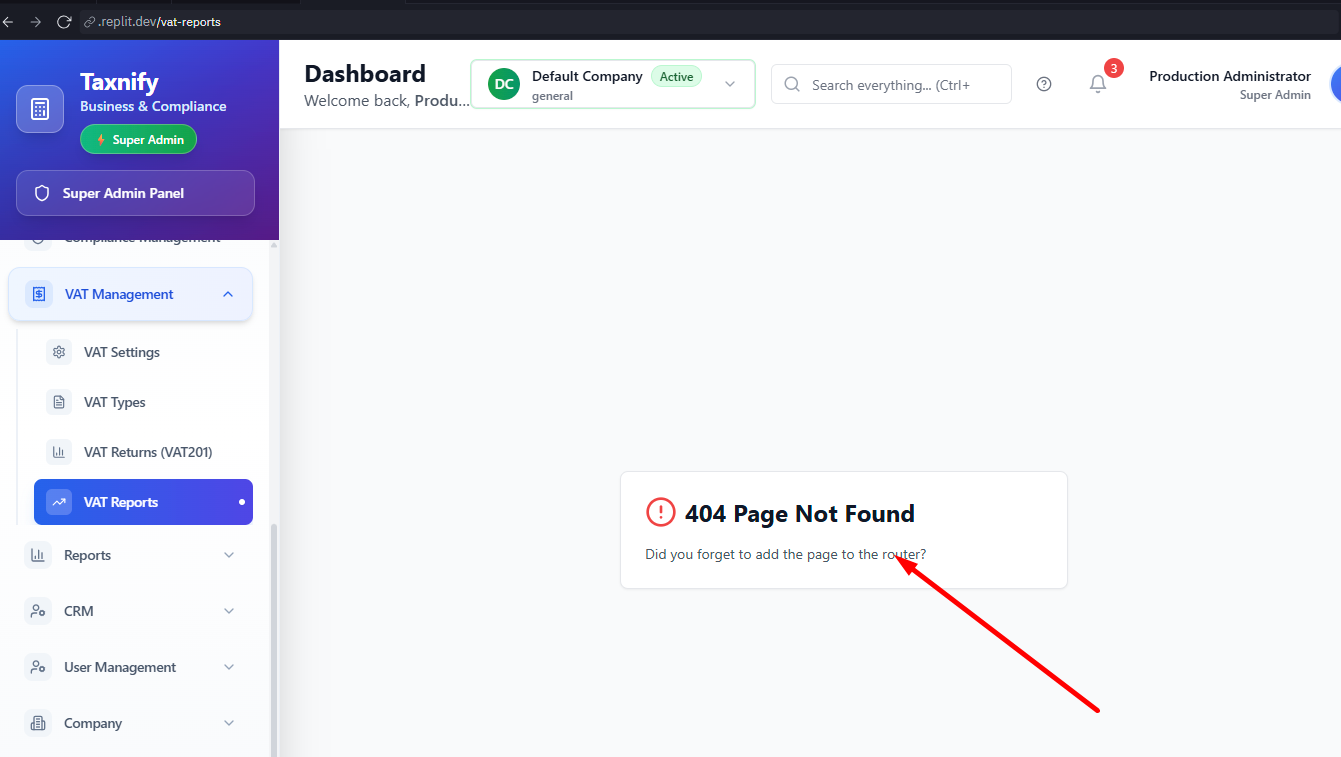 .replit.dev/vat-reports
Taxnify
Business & Compliance
Super Admin
Super Admin Panel
Compliance Management
VAT Management
VAT Settings
VAT Types
VAT Returns (VAT201)
VAT Reports
Reports
CRM
User Management
Company
Dashboard
Welcome back, Produ...
DC
Default Company
Active
general
Search everything... (Ctrl+
3
Production Administrator
Super Admin
404 Page Not Found
Did you forget to add the page to the router?